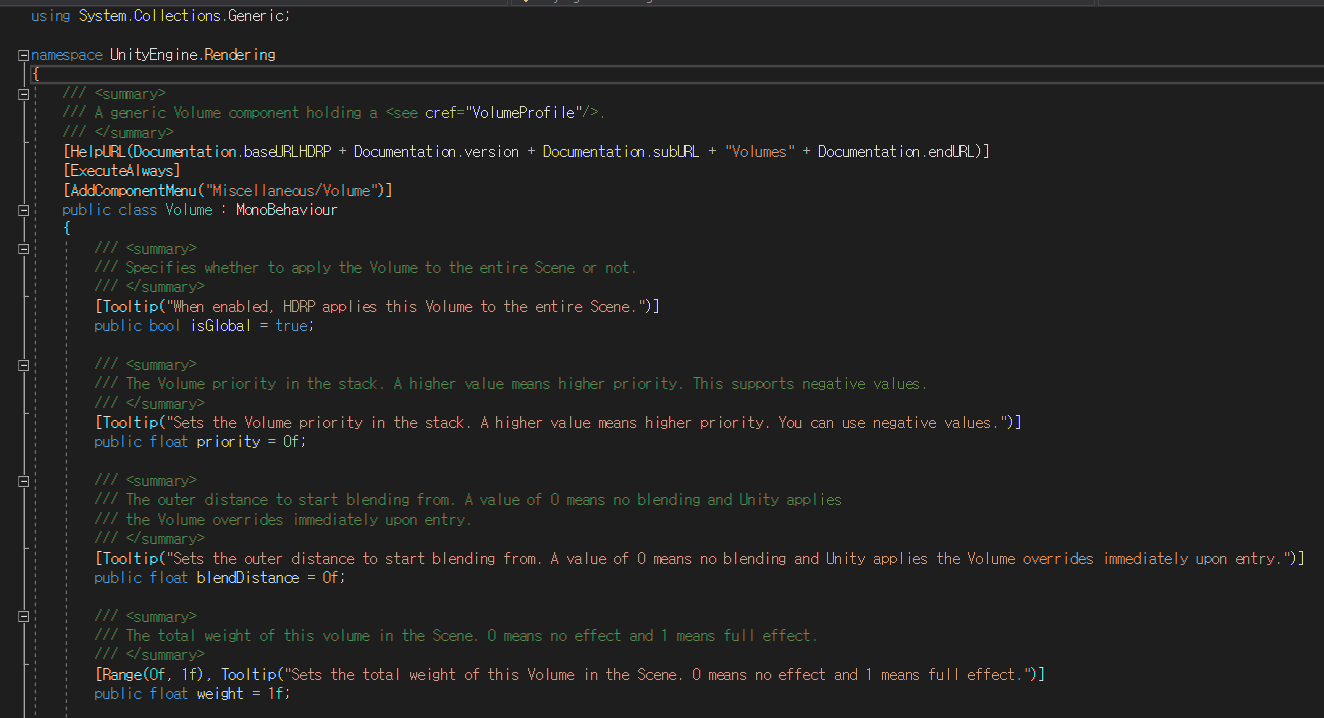 using System.Collections.Generic;
namespace UnityEngine.Rendering
{
/// <summary>
/// A generic Volume component holding a <see cref="VolumeProfile"/>.
/// </summary>
[HelpURL(Documentation.baseURLHDRP + Documentation.version + Documentation.subURL + "Volumes" + Documentation.endURL)]
[ExecuteAlways]
[AddComponentMenu("Miscellaneous/Volume")]
public class Volume : MonoBehaviour
{
/// <summary>
/// Specifies whether to apply the Volume to the entire Scene or not.
/// </summary>
[Tooltip("When enabled, HDRP applies this Volume to the entire Scene.")]
public bool isGlobal = true;
/// <summary>
/// The Volume priority in the stack. A higher value means higher priority. This supports negative values.
/// </summary>
[Tooltip("Sets the Volume priority in the stack. A higher value means higher priority. You can use negative values.")]
public float priority = 0f;
/// <summary>
/// The outer distance to start blending from. A value of 0 means no blending and Unity applies
/// the Volume overrides immediately upon entry.
/// </summary>
[Tooltip("Sets the outer distance to start blending from. A value of 0 means no blending and Unity applies the Volume overrides immediately upon entry.")]
public float blendDistance = 0f;
/// <summary>
/// The total weight of this volume in the Scene. 0 means no effect and 1 means full effect.
/// </summary>
[Range(0f, 1f), Tooltip("Sets the total weight of this Volume in the Scene. 0 means no effect and 1 means full effect.")]
public float weight = 1f;